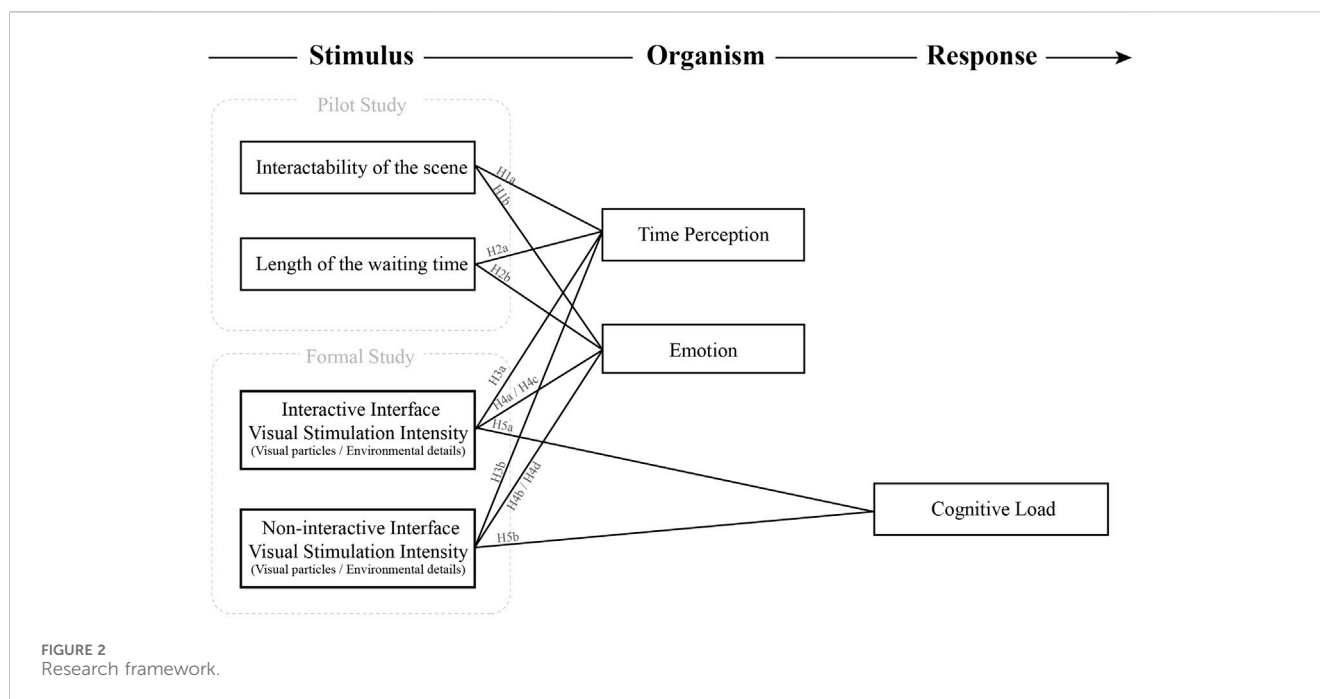 Stimulus
Organism
Response
Pilot Study
Interactability of the scene
H1a
H1b
Time Perception
Length of the waiting time
H2a
H2b
Emotion
Formal Study
H3a
H4a / H4c
Interactive Interface
Visual Stimulation Intensity
(Visual particles / Environmental details)
H5a
H3b
H4b / H4d
Cognitive Load
Non-interactive Interface
Visual Stimulation Intensity
(Visual particles / Environmental details)
H5b
FIGURE 2
Research framework.